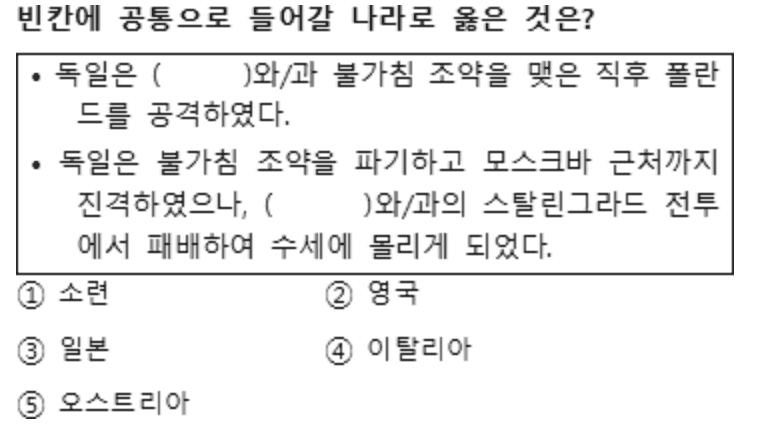 빈칸에 공통으로 들어갈 나라로 옳은 것은?
• 독일은 (      )와/과 불가침 조약을 맺은 직후 폴란
드를 공격하였다.
• 독일은 불가침 조약을 파기하고 모스크바 근처까지
진격하였으나, (      )와/과의 스탈린그라드 전투
에서 패배하여 수세에 몰리게 되었다.
① 소련 ② 영국
③ 일본 ④ 이탈리아
⑤ 오스트리아